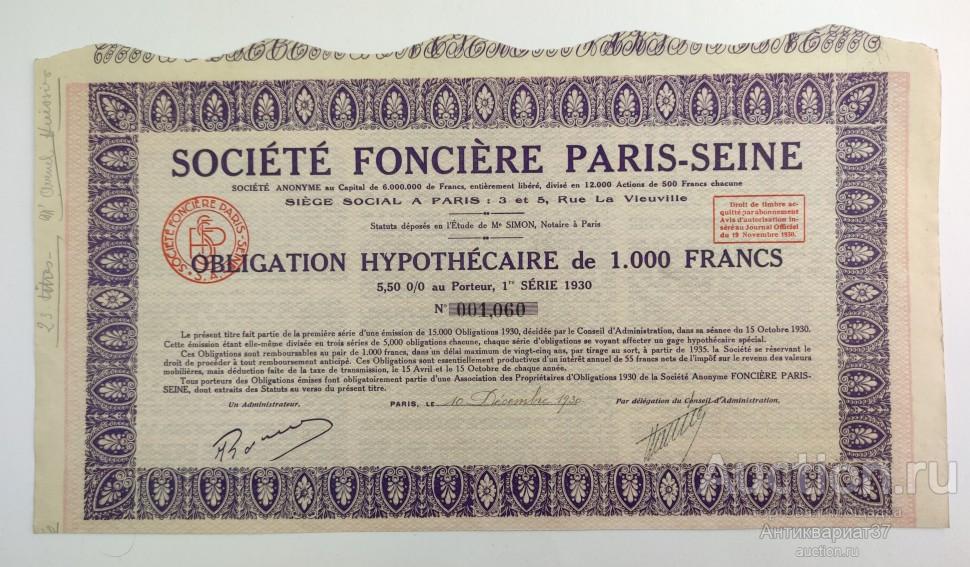 SOCIÉTÉ FONCIÈRE PARIS-SEINE
SOCIÉTÉ ANONYME au Capital de 6.000.000 de Francs, entièrement libéré, divisé en 12.000 Actions de 500 Francs chacune
SIÈGE SOCIAL A PARIS : 3 et 5, Rue La Vieuville
Statuts déposés en l'Étude de Me SIMON, Notaire à Paris
SOCIÉTÉ FONCIÈRE PARIS-SEINE
S.A.
Droit de timbre ac-
quitté par abonnement
Avis d'autorisation in-
séré au Journal Officiel
du 19 Novembre 1930.
OBLIGATION HYPOTHÉCAIRE de 1.000 FRANCS
5,50 0/0 au Porteur, 1re SÉRIE 1930
No 001,060
Le présent titre fait partie de la première série d'une émission de 15.000 Obligations 1930, décidée par le Conseil d'Administration, dans sa séance du 15 Octobre 1930.
Cette émission étant elle-même divisée en trois séries de 5.000 obligations chacune, chaque série d'obligations se voyant affecter un gage hypothécaire spécial.
Ces Obligations sont remboursables au pair de 1.000 francs, dans un délai maximum de vingt-cinq ans, par tirage au sort, à partir de 1935. la Société se réservant le
droit de procéder à tout remboursement anticipé. Ces Obligations sont essentiellement productives d'un intérêt annuel de 55 francs nets de l'impôt sur le revenu des valeurs
mobilières, mais déduction faite de la taxe de transmission, le 15 Avril et le 15 Octobre de chaque année.
Tous porteurs des Obligations émises font obligatoirement partie d'une Association des Propriétaires d'Obligations 1930 de la Société Anonyme FONCIÈRE PARIS-
SEINE, dont extraits des Statuts au verso du présent titre.
Un Administrateur.
PARIS, LE 10 Décembre 1930
Par délégation du Conseil d'Administration,
23 titres
Auction.ru
Антиквариат37
auction.ru